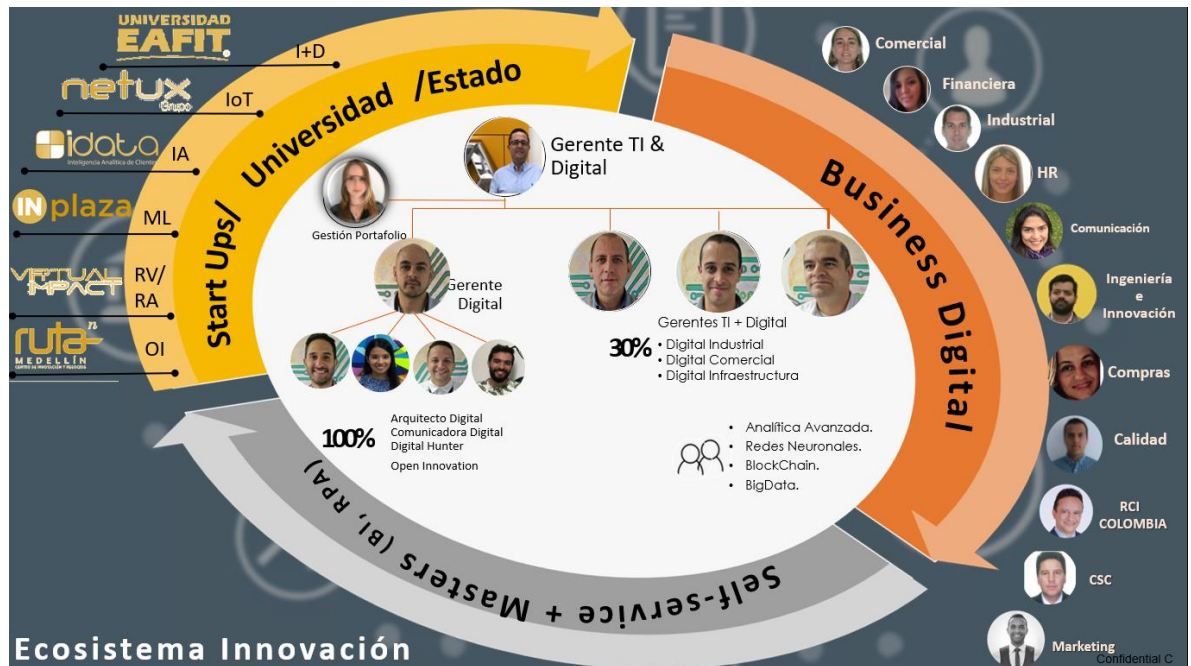 UNIVERSIDAD
EAFIT
I+D
netux
Grupo
IoT
idata
Inteligencia Analítica de Clientes
IA
INplaza
ML
VIRTUAL
IMPACT
RV/
RA
ruta n
MEDELLÍN
CENTRO DE INNOVACIÓN Y NEGOCIOS
OI
Start Ups/ Universidad /Estado
Business Digital
Self-service + Masters (BI, RPA)
Gerente TI &
Digital
Gestión Portafolio
Gerente
Digital
Gerentes TI + Digital
30%
• Digital Industrial
• Digital Comercial
• Digital Infraestructura
100%
Arquitecto Digital
Comunicadora Digital
Digital Hunter
Open Innovation
• Analítica Avanzada.
• Redes Neuronales.
• BlockChain.
• BigData.
Comercial
Financiera
Industrial
HR
Comunicación
Ingeniería
e
Innovación
Compras
Calidad
RCI
COLOMBIA
CSC
Marketing
Ecosistema Innovación
Confidential C